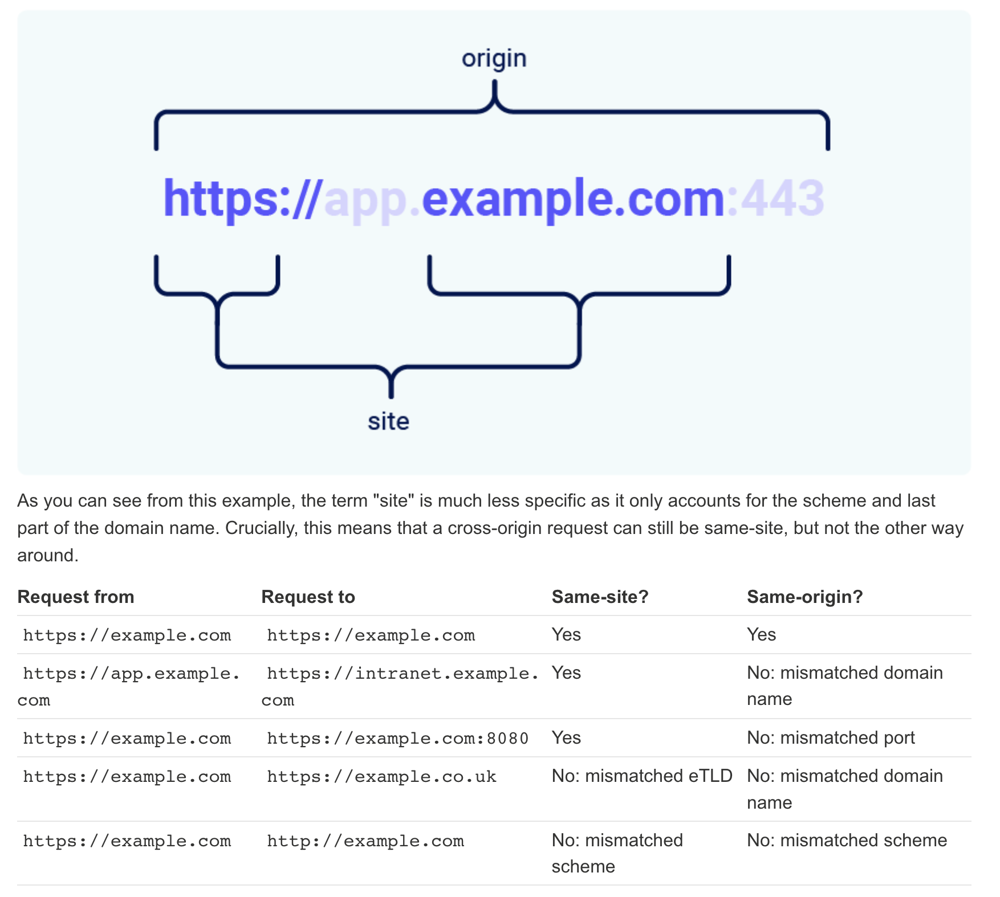 origin
https://app.example.com:443
site
As you can see from this example, the term "site" is much less specific as it only accounts for the scheme and last
part of the domain name. Crucially, this means that a cross-origin request can still be same-site, but not the other way
around.
Request from Request to Same-site? Same-origin?
https://example.com https://example.com Yes Yes
https://app.example. https://intranet.example. Yes No: mismatched domain
com com name
https://example.com https://example.com:8080 Yes No: mismatched port
https://example.com https://example.co.uk No: mismatched eTLD No: mismatched domain
name
https://example.com http://example.com No: mismatched No: mismatched scheme
scheme